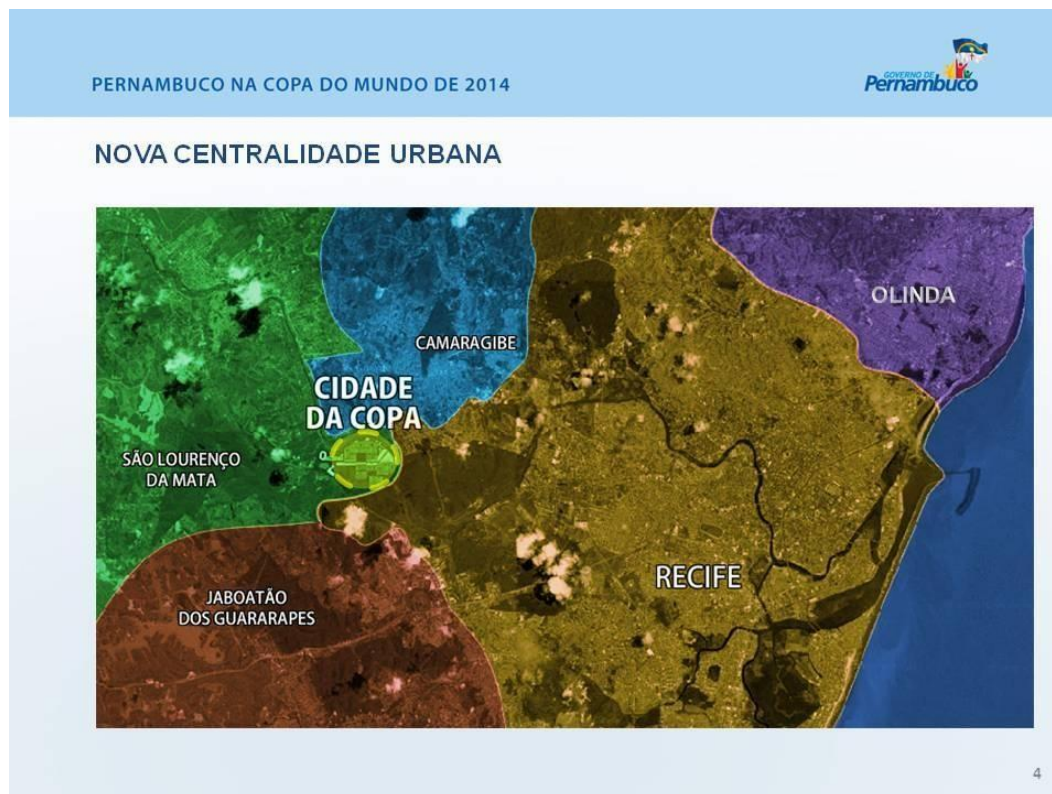 PERNAMBUCO NA COPA DO MUNDO DE 2014
GOVERNO DE
Pernambuco
NOVA CENTRALIDADE URBANA
OLINDA
CAMARAGIBE
CIDADE
DA COPA
SÃO LOURENÇO
DA MATA
RECIFE
JABOATÃO
DOS GUARARAPES
4